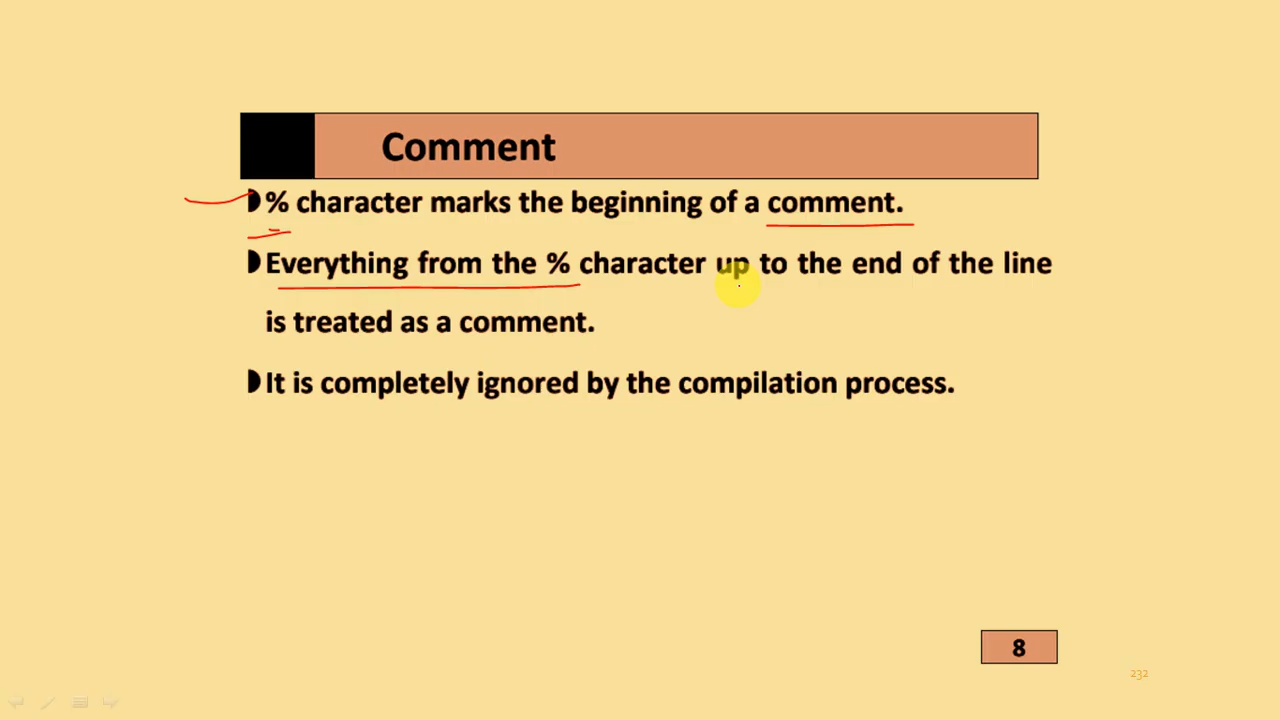 Comment
% character marks the beginning of a comment.
Everything from the % character up to the end of the line
is treated as a comment.
It is completely ignored by the compilation process.
8
232